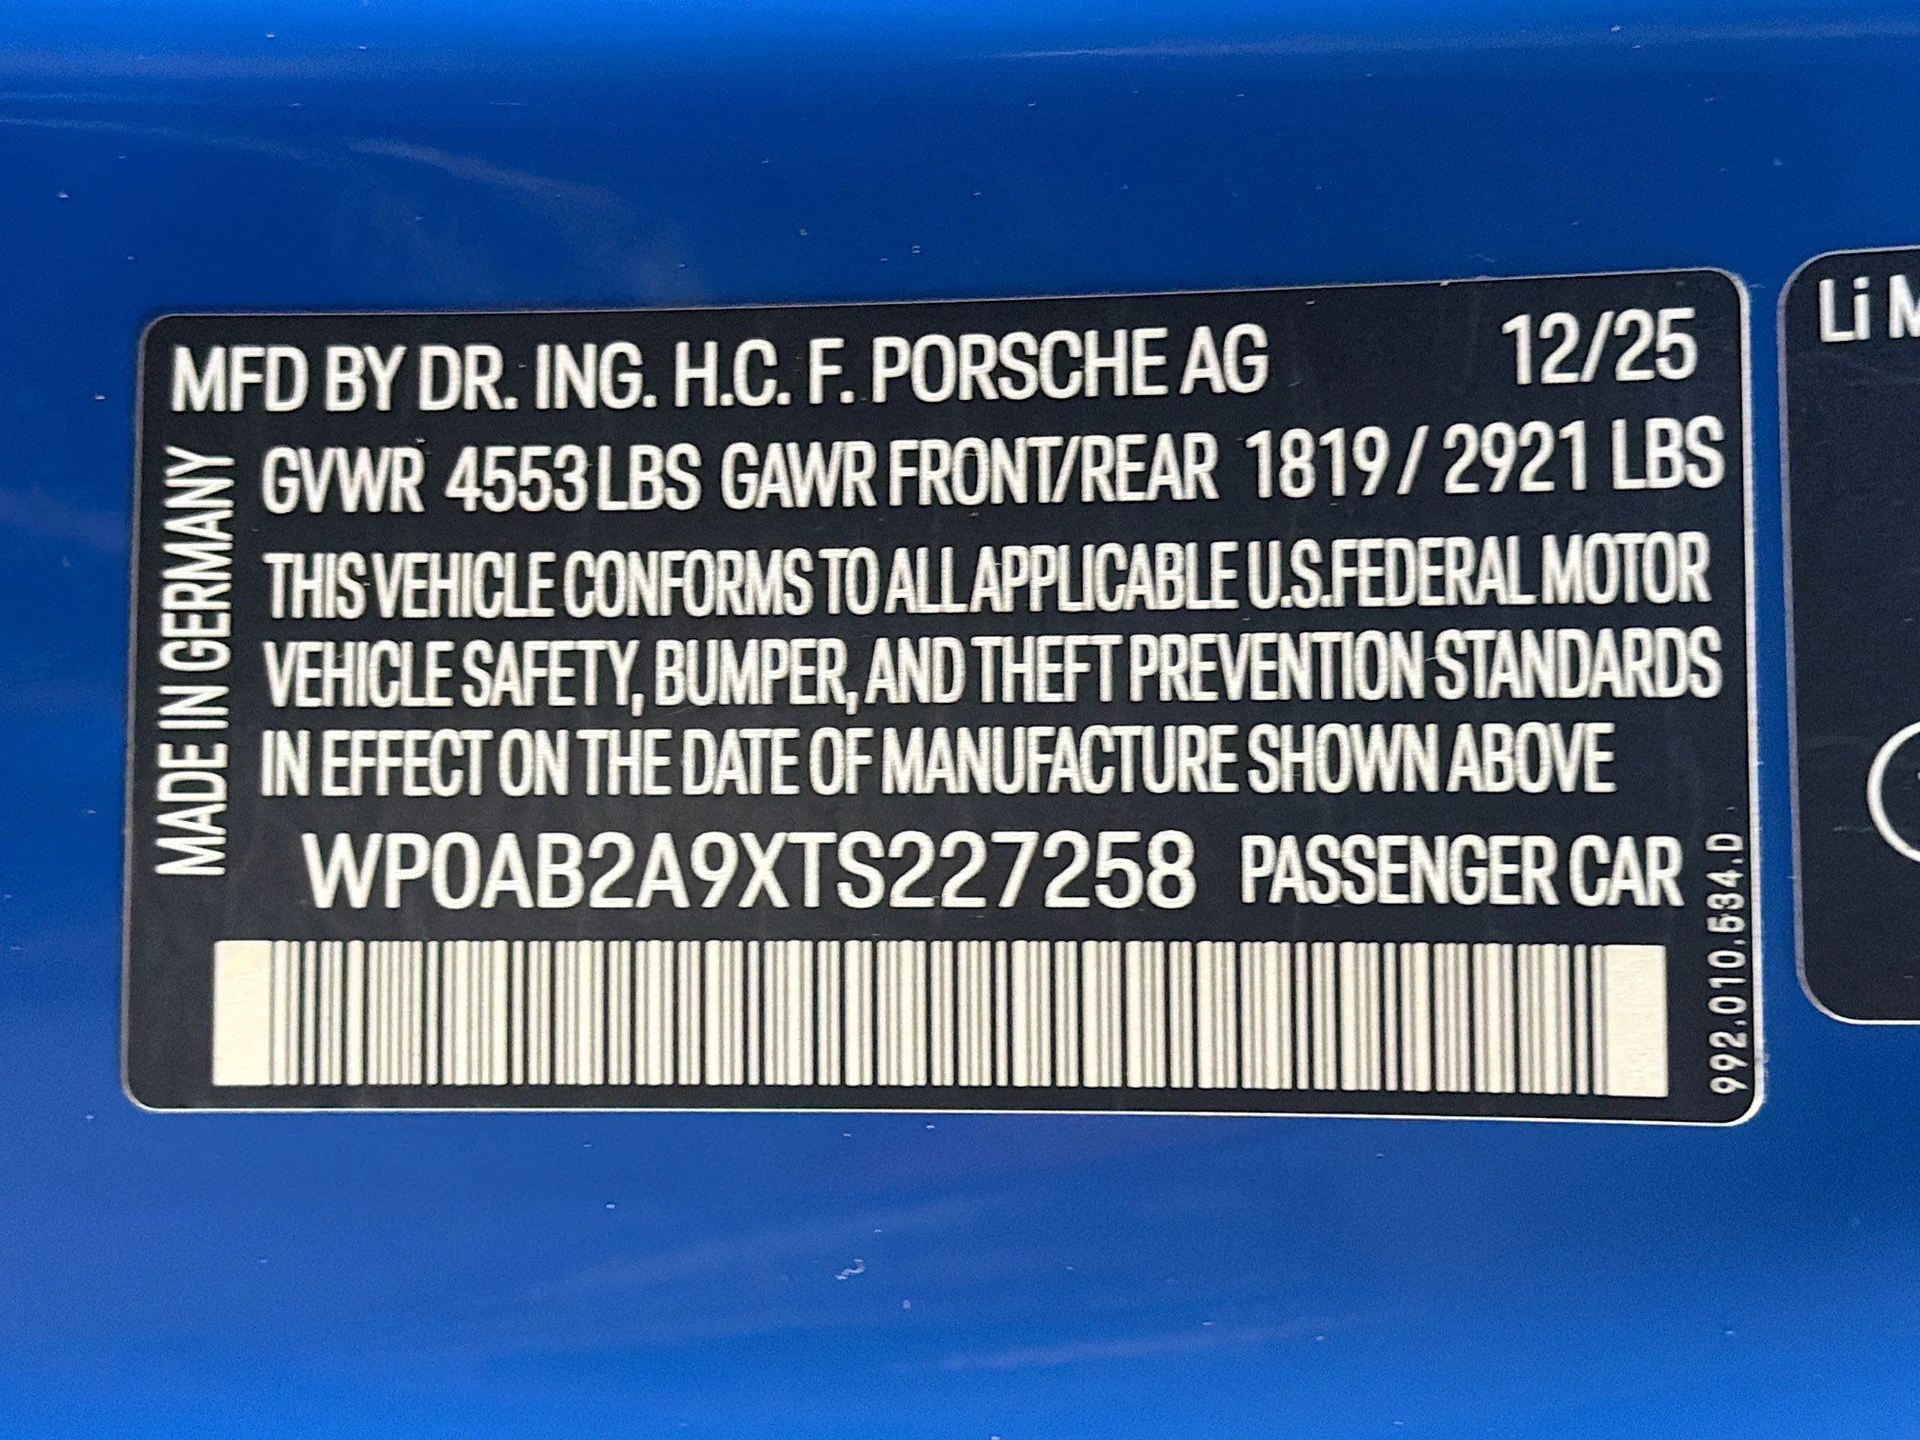 MFD BY DR. ING. H.C. F. PORSCHE AG 12/25
GVWR 4553 LBS GAWR FRONT/REAR 1819 / 2921 LBS
THIS VEHICLE CONFORMS TO ALL APPLICABLE U.S.FEDERAL MOTOR
VEHICLE SAFETY, BUMPER, AND THEFT PREVENTION STANDARDS
IN EFFECT ON THE DATE OF MANUFACTURE SHOWN ABOVE
WP0AB2A9XTS227258 PASSENGER CAR
MADE IN GERMANY
992.010.534.D
Li